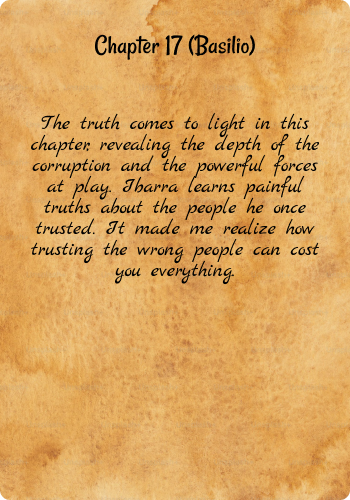 Chapter 17 (Basilio)
The truth comes to light in this
chapter, revealing the depth of the
corruption and the powerful forces
at play. Ibarra learns painful
truths about the people he once
trusted. It made me realize how
trusting the wrong people can cost
you everything.